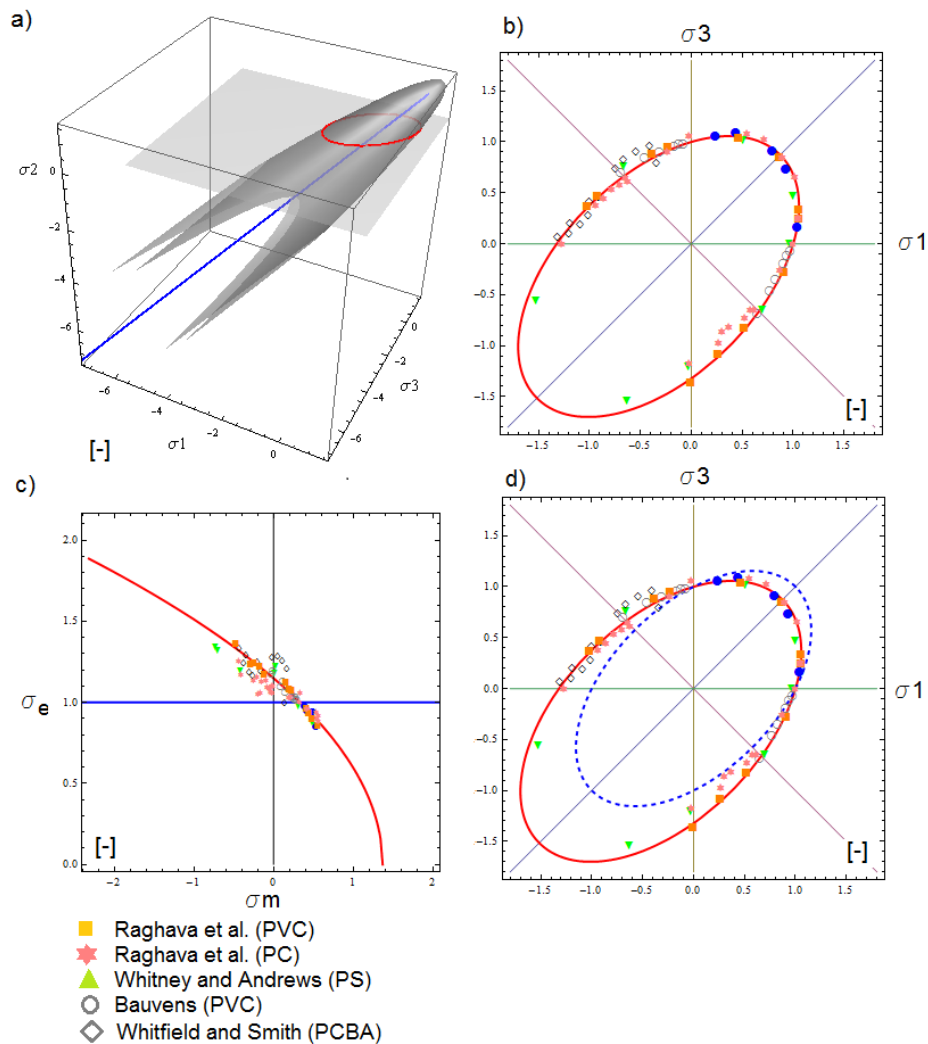 a)
σ2
0
-2
-4
-6
-6
-4
-2
0
σ1
-6
-4
-2
0
σ3
[-]
b)
σ3
1.5
1.0
0.5
0.0
-0.5
-1.0
-1.5
-1.5 -1.0 -0.5 0.0 0.5 1.0 1.5
σ1
[-]
c)
σe
2.0
1.5
1.0
0.5
0.0
-2 -1 0 1 2
σm
[-]
d)
σ3
1.5
1.0
0.5
0.0
-0.5
-1.0
-1.5
-1.5 -1.0 -0.5 0.0 0.5 1.0 1.5
σ1
[-]
Raghava et al. (PVC)
Raghava et al. (PC)
Whitney and Andrews (PS)
Bauvens (PVC)
Whitfield and Smith (PCBA)